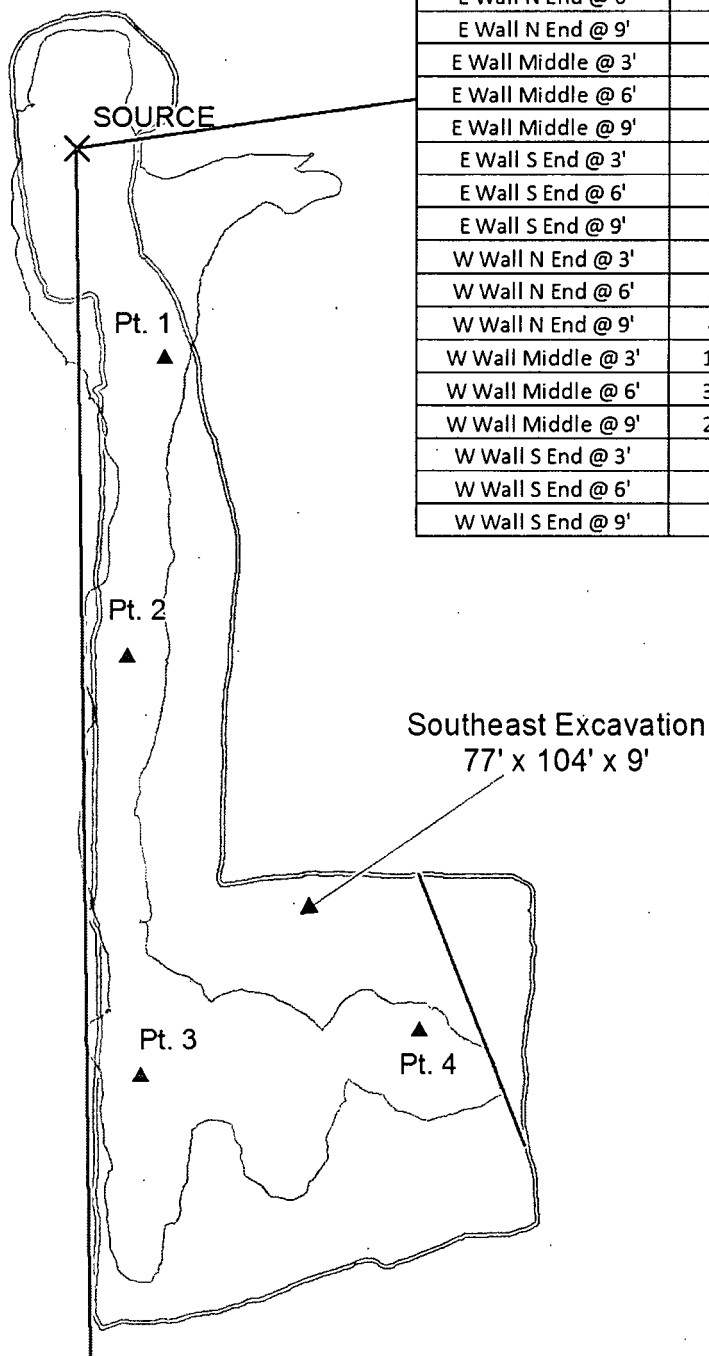 E Wall N End @ 9'
E Wall Middle @ 3'
E Wall Middle @ 6'
E Wall Middle @ 9'
E Wall S End @ 3'
E Wall S End @ 6'
E Wall S End @ 9'
W Wall N End @ 3'
W Wall N End @ 6'
W Wall N End @ 9'
W Wall Middle @ 3' 1
W Wall Middle @ 6' 3
W Wall Middle @ 9' 2
W Wall S End @ 3'
W Wall S End @ 6'
W Wall S End @ 9'
SOURCE
Pt. 1
Pt. 2
Southeast Excavation
77' x 104' x 9'
Pt. 3
Pt. 4